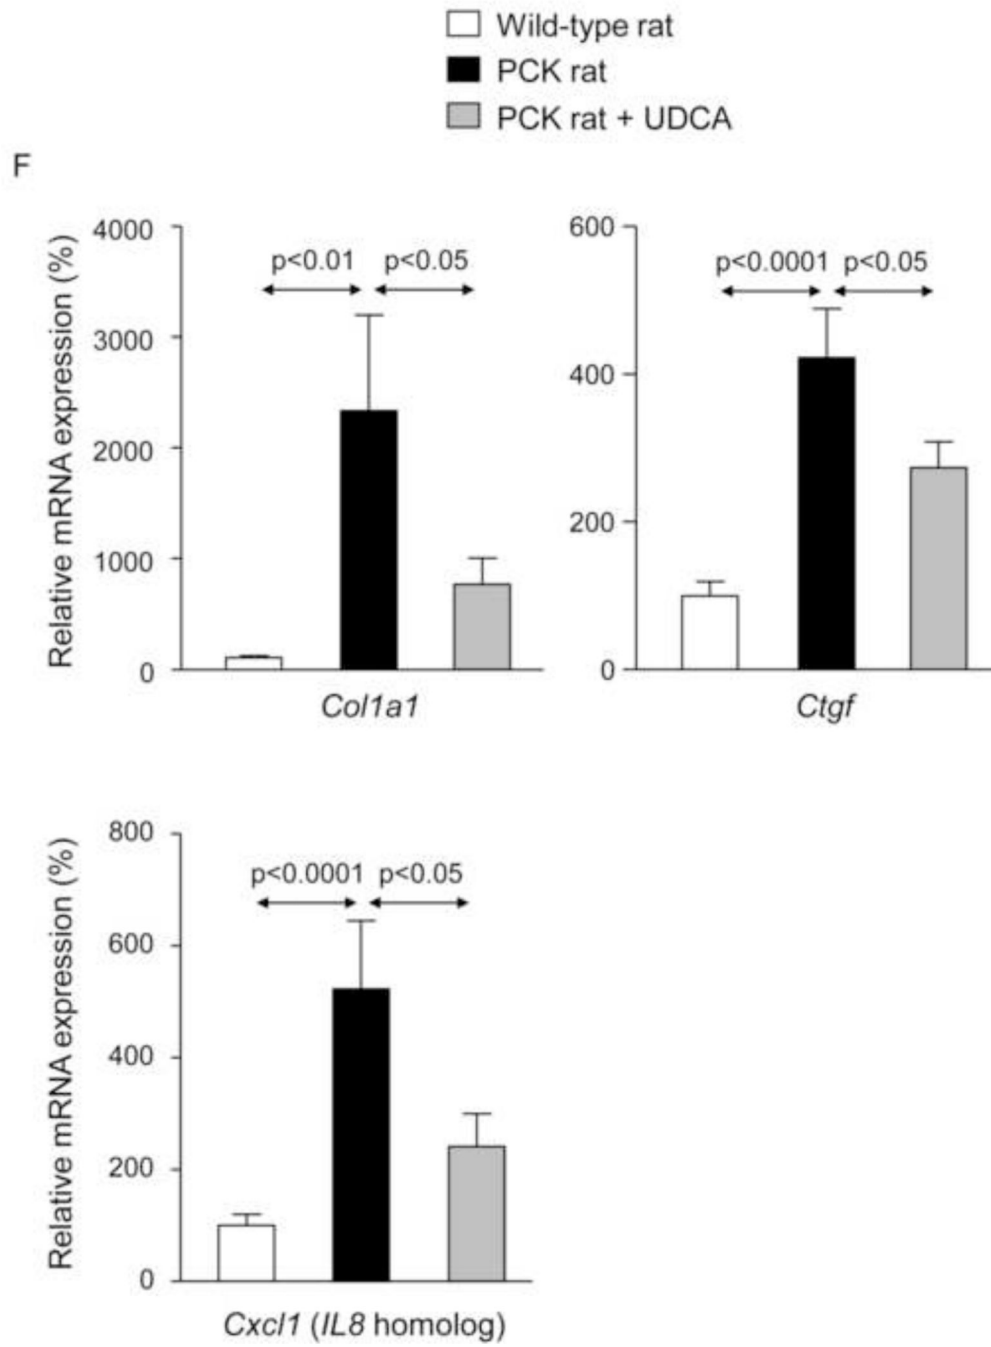 Wild-type rat
PCK rat
PCK rat + UDCA
F
Relative mRNA expression (%)
4000
3000
2000
1000
0
p<0.01 p<0.05
Col1a1
600
400
200
0
p<0.0001 p<0.05
Ctgf
Relative mRNA expression (%)
800
600
400
200
0
p<0.0001 p<0.05
Cxcl1 (IL8 homolog)